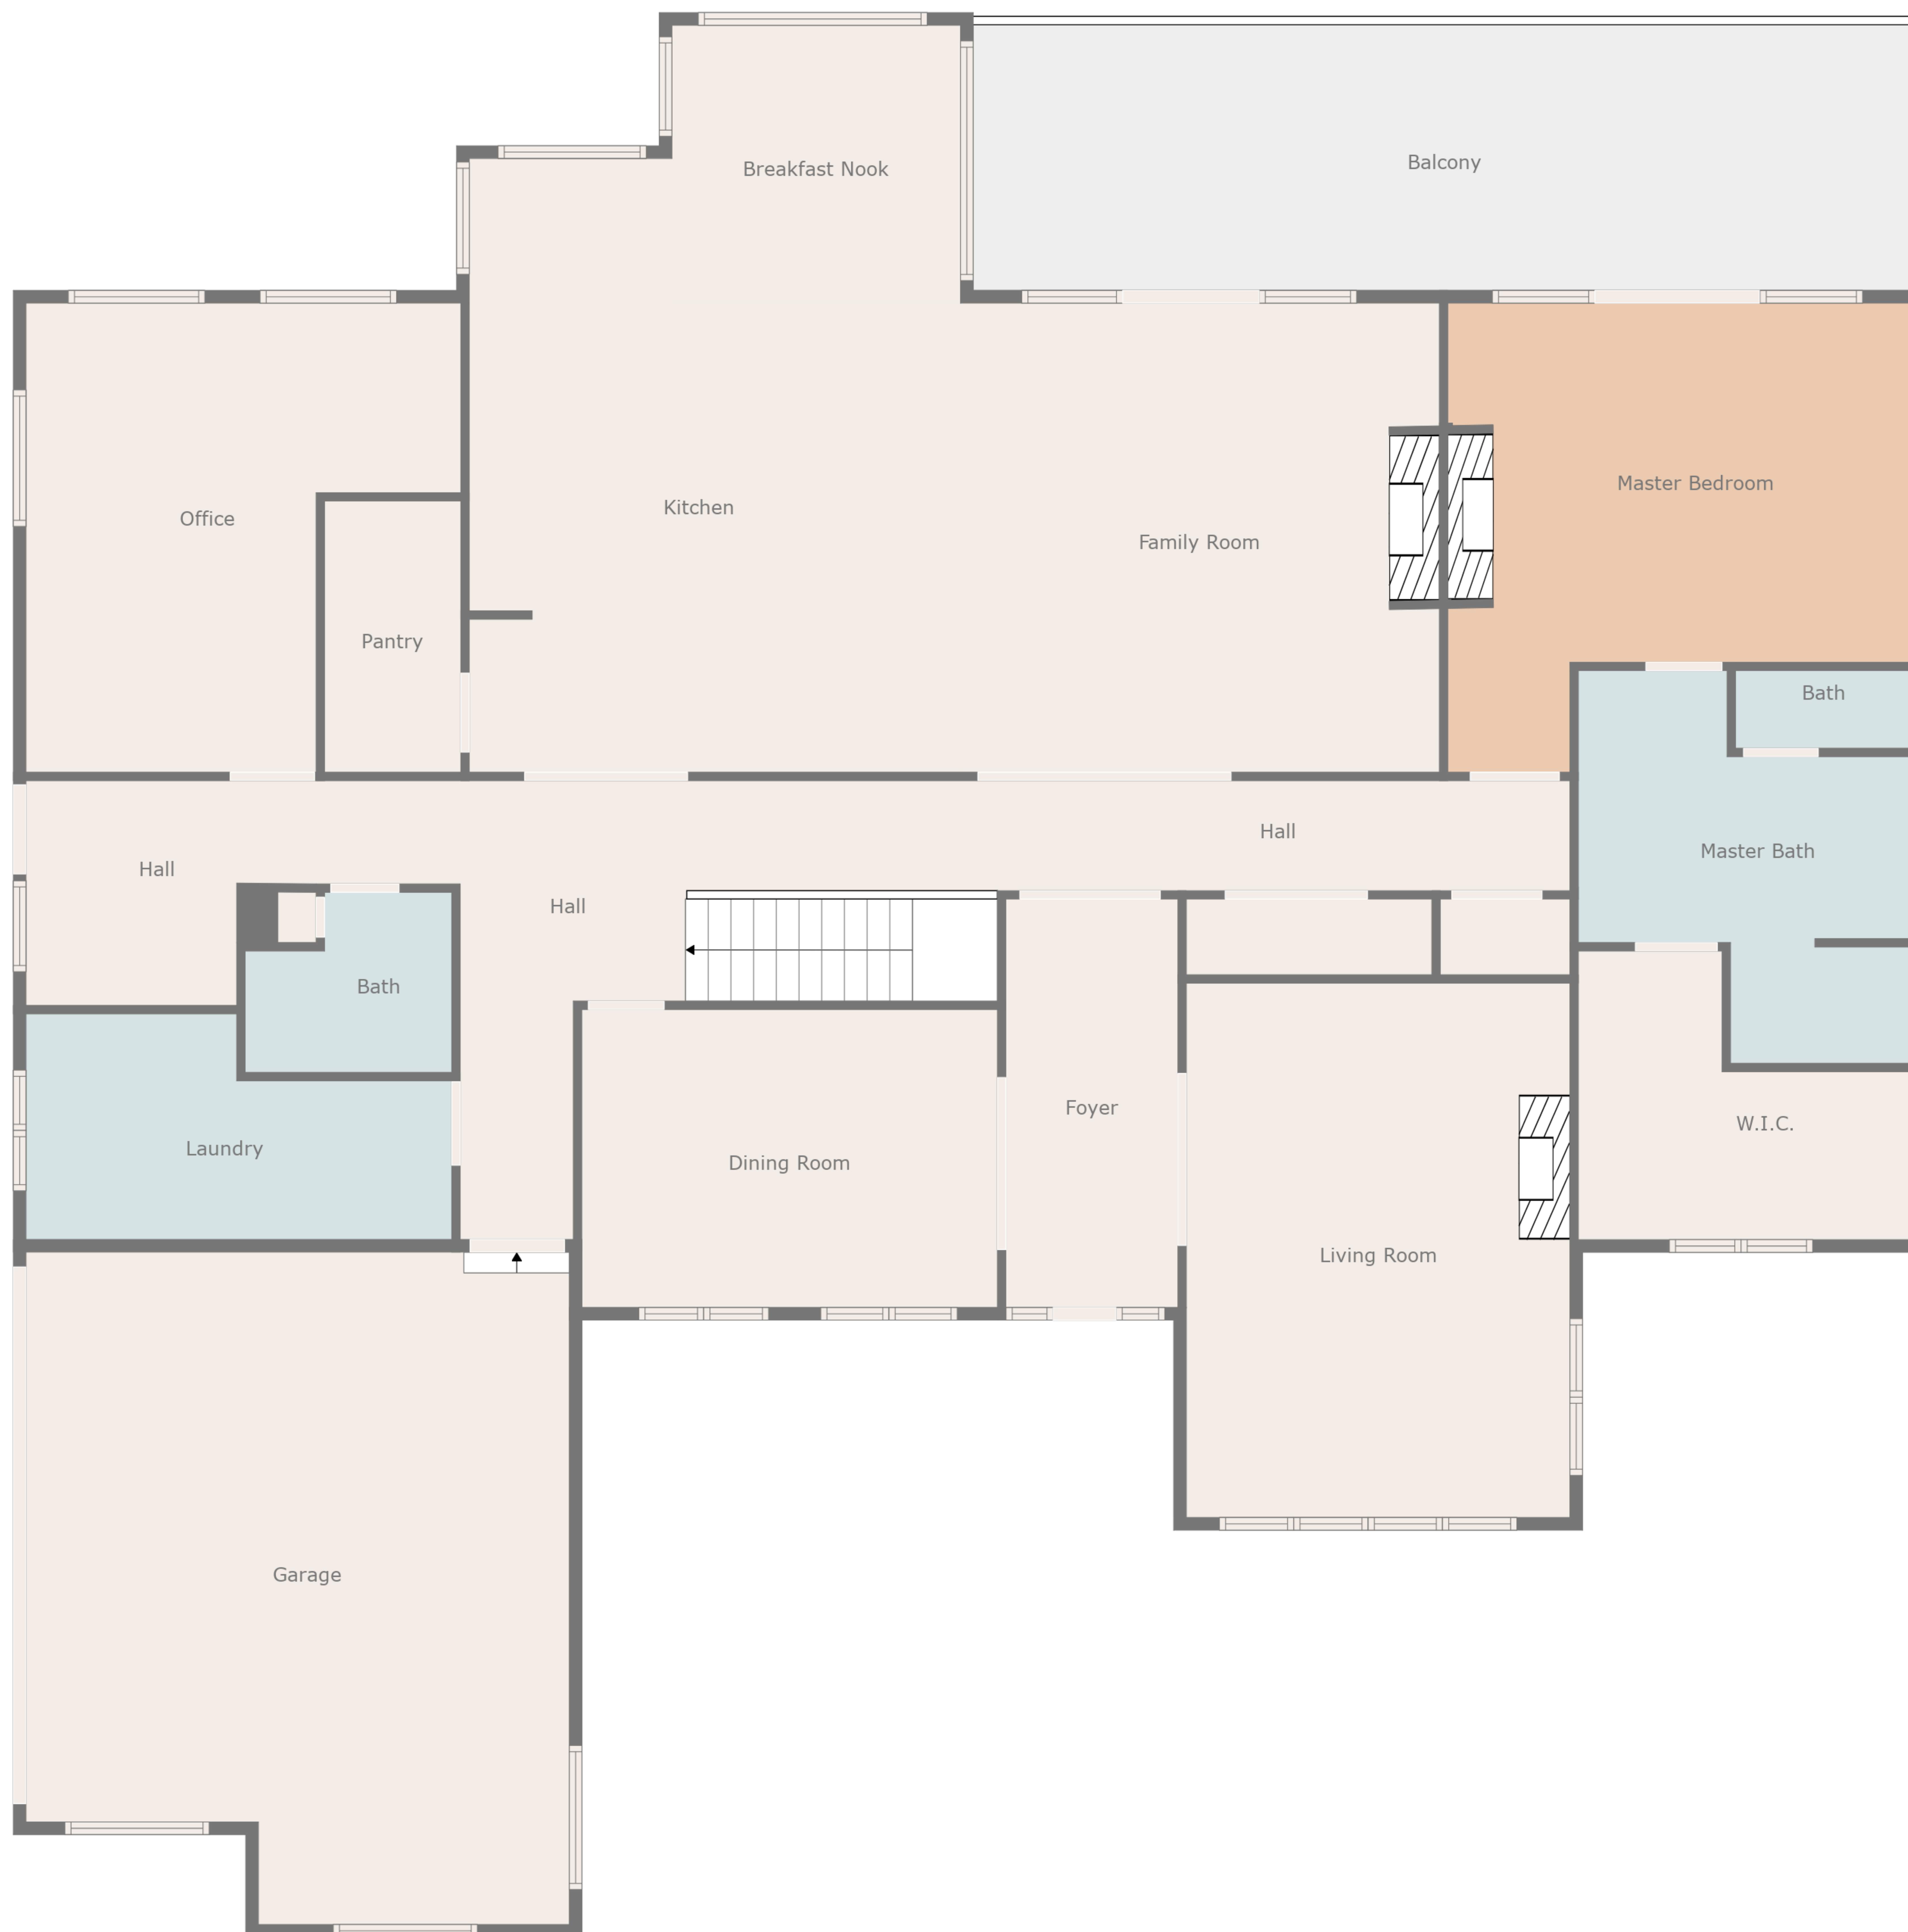 Breakfast Nook
Balcony
Master Bedroom
Kitchen
Office
Family Room
Pantry
Bath
Hall
Master Bath
Hall
Hall
Bath
Foyer
W.I.C.
Laundry
Dining Room
Living Room
Garage